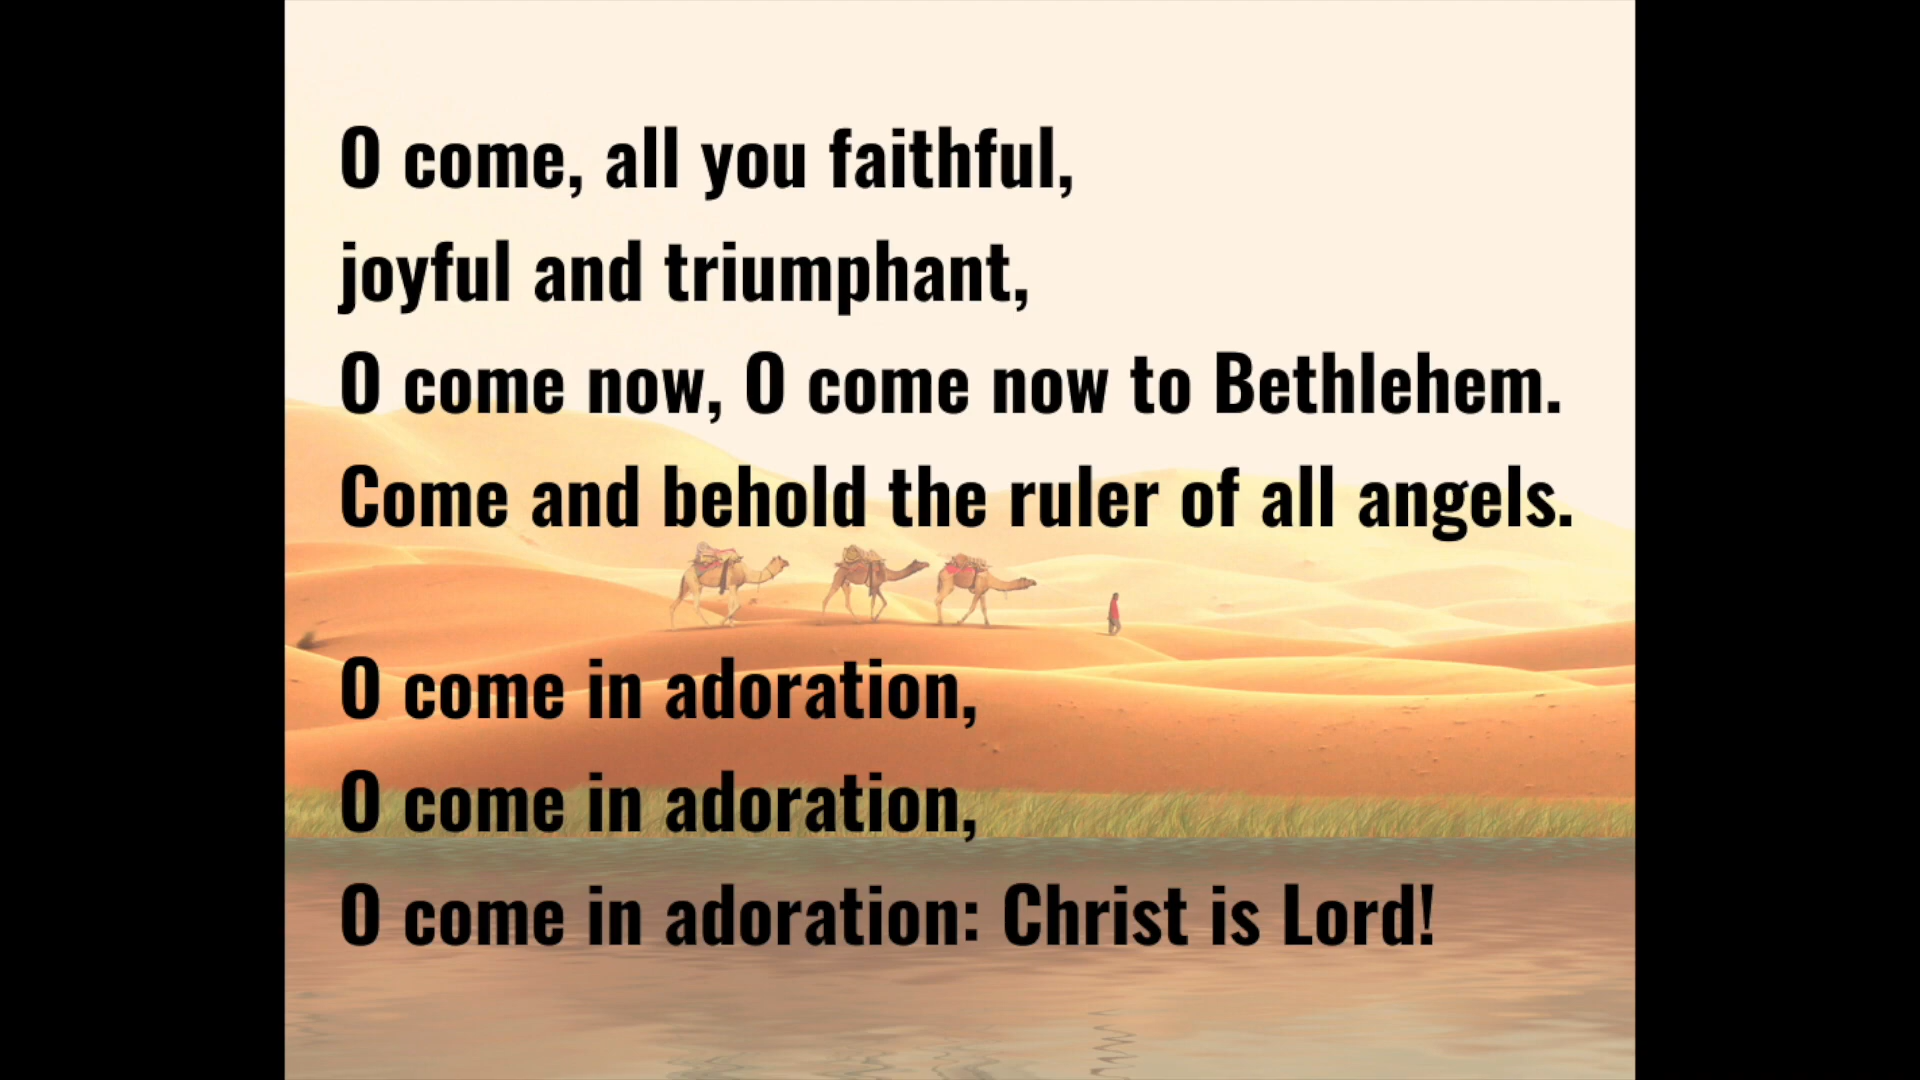 O come, all you faithful,
joyful and triumphant,
O come now, O come now to Bethlehem.
Come and behold the ruler of all angels.
O come in adoration,
O come in adoration,
O come in adoration: Christ is Lord!